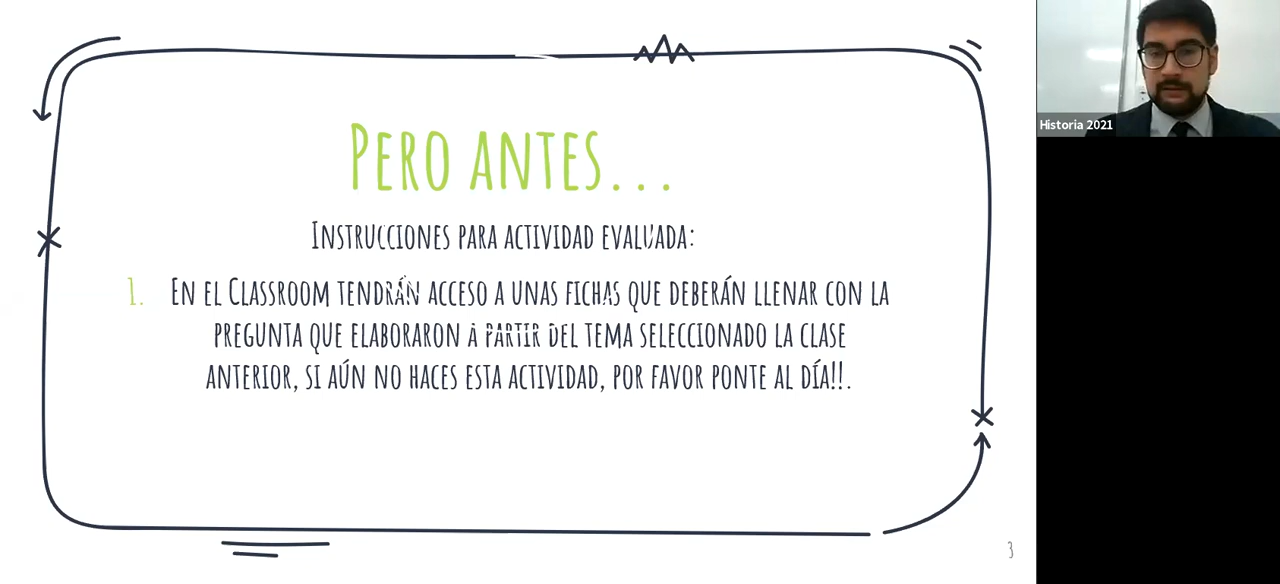 Pero antes...
Instrucciones para actividad evaluada:
1. En el Classroom tendrán acceso a unas fichas que deberán llenar con la
pregunta que elaboraron a partir del tema seleccionado la clase
anterior, si aún no haces esta actividad, por favor ponte al día!!.
3
Historia 2021